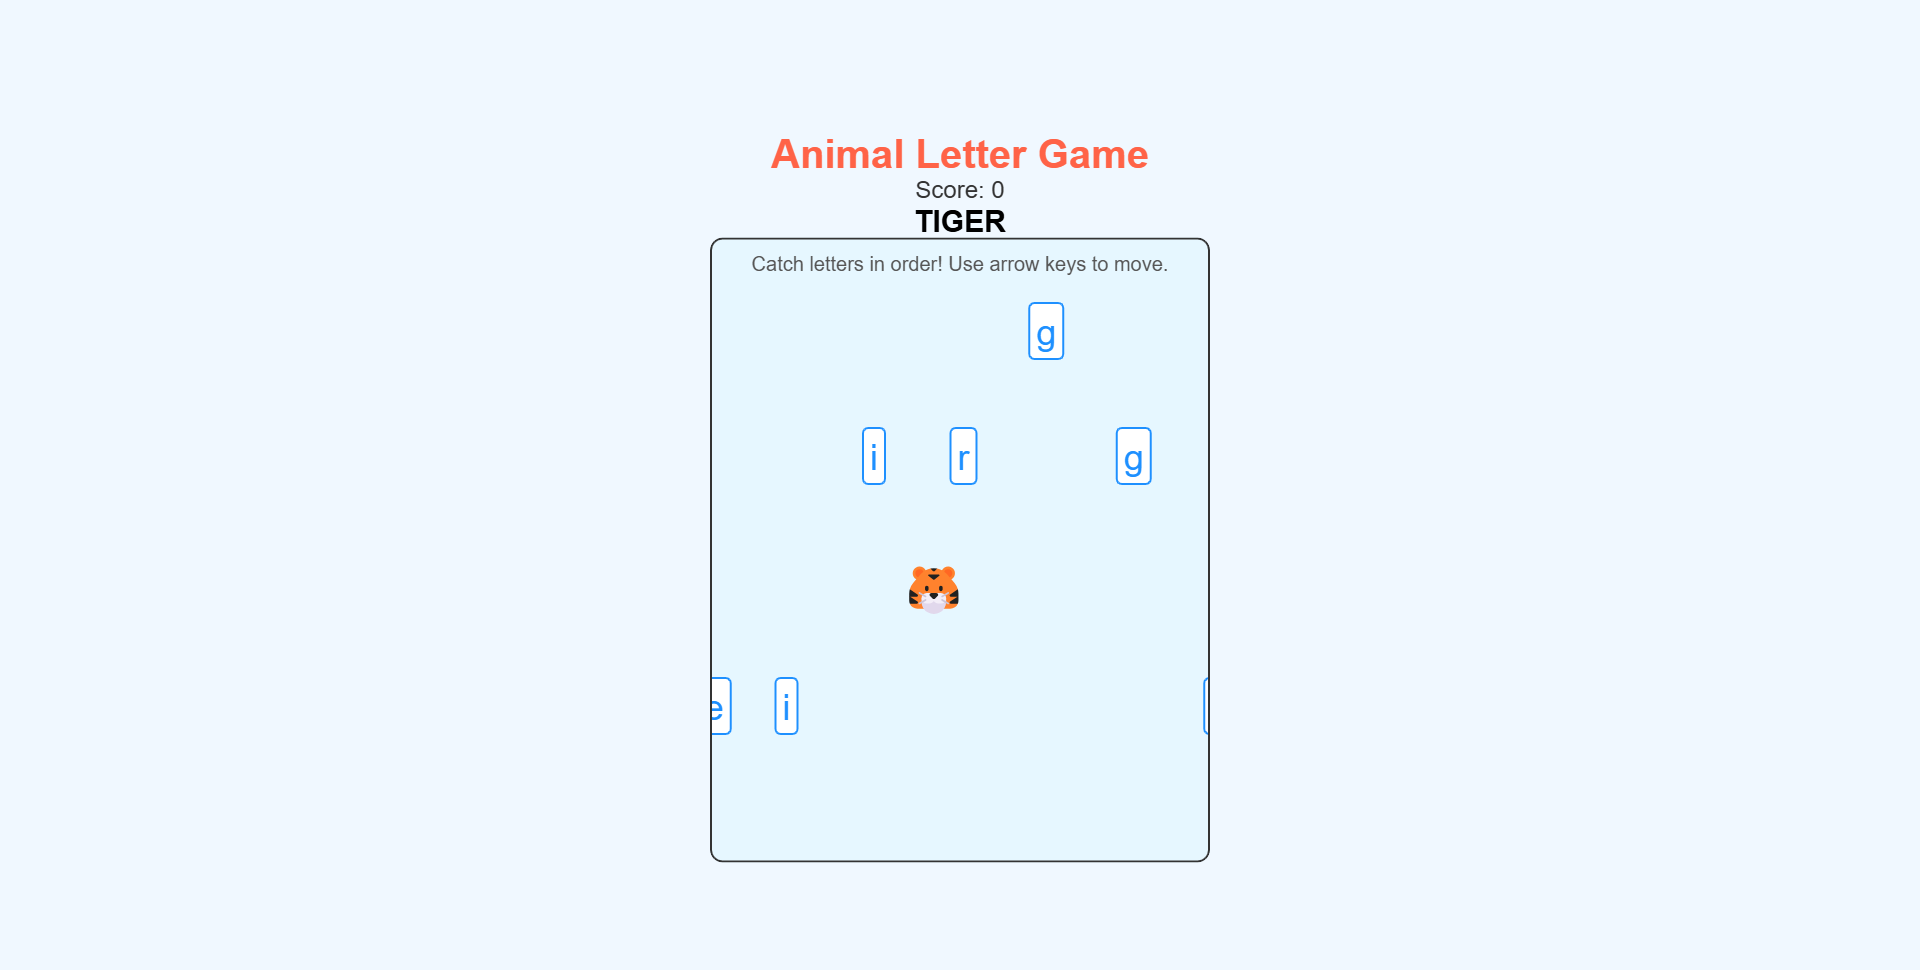 Animal Letter Game
Score: 0
TIGER
Catch letters in order! Use arrow keys to move.
g
i r g
e i